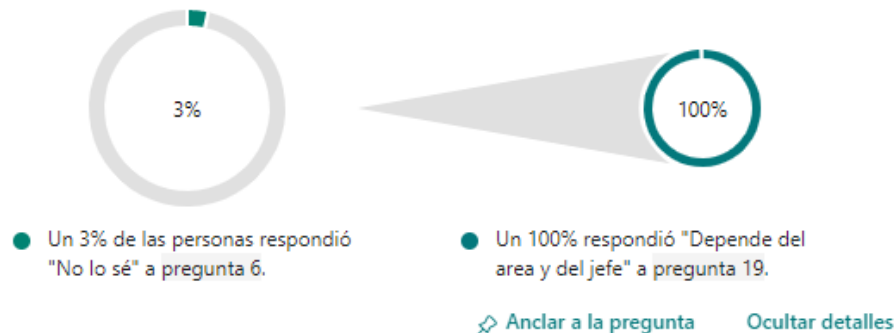 3%
100%
Un 3% de las personas respondió
"No lo sé" a pregunta 6.
Un 100% respondió "Depende del
area y del jefe" a pregunta 19.
Anclar a la pregunta
Ocultar detalles